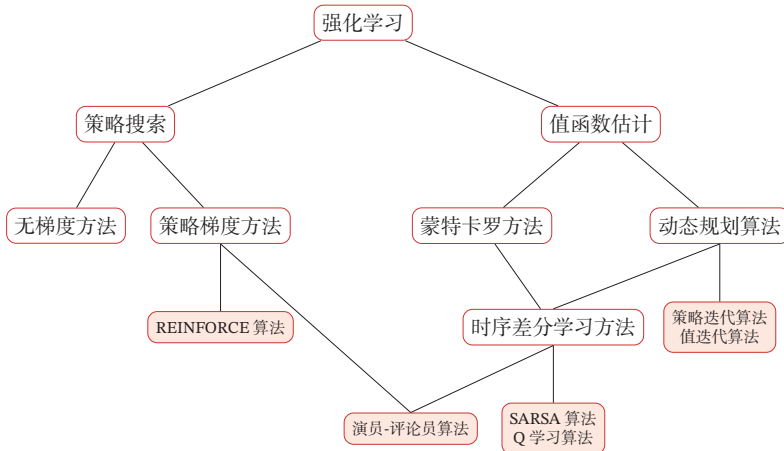 强化学习
策略搜索
值函数估计
无梯度方法
策略梯度方法
蒙特卡罗方法
动态规划算法
REINFORCE 算法
时序差分学习方法
策略迭代算法
值迭代算法
演员-评论员算法
SARSA 算法
Q 学习算法